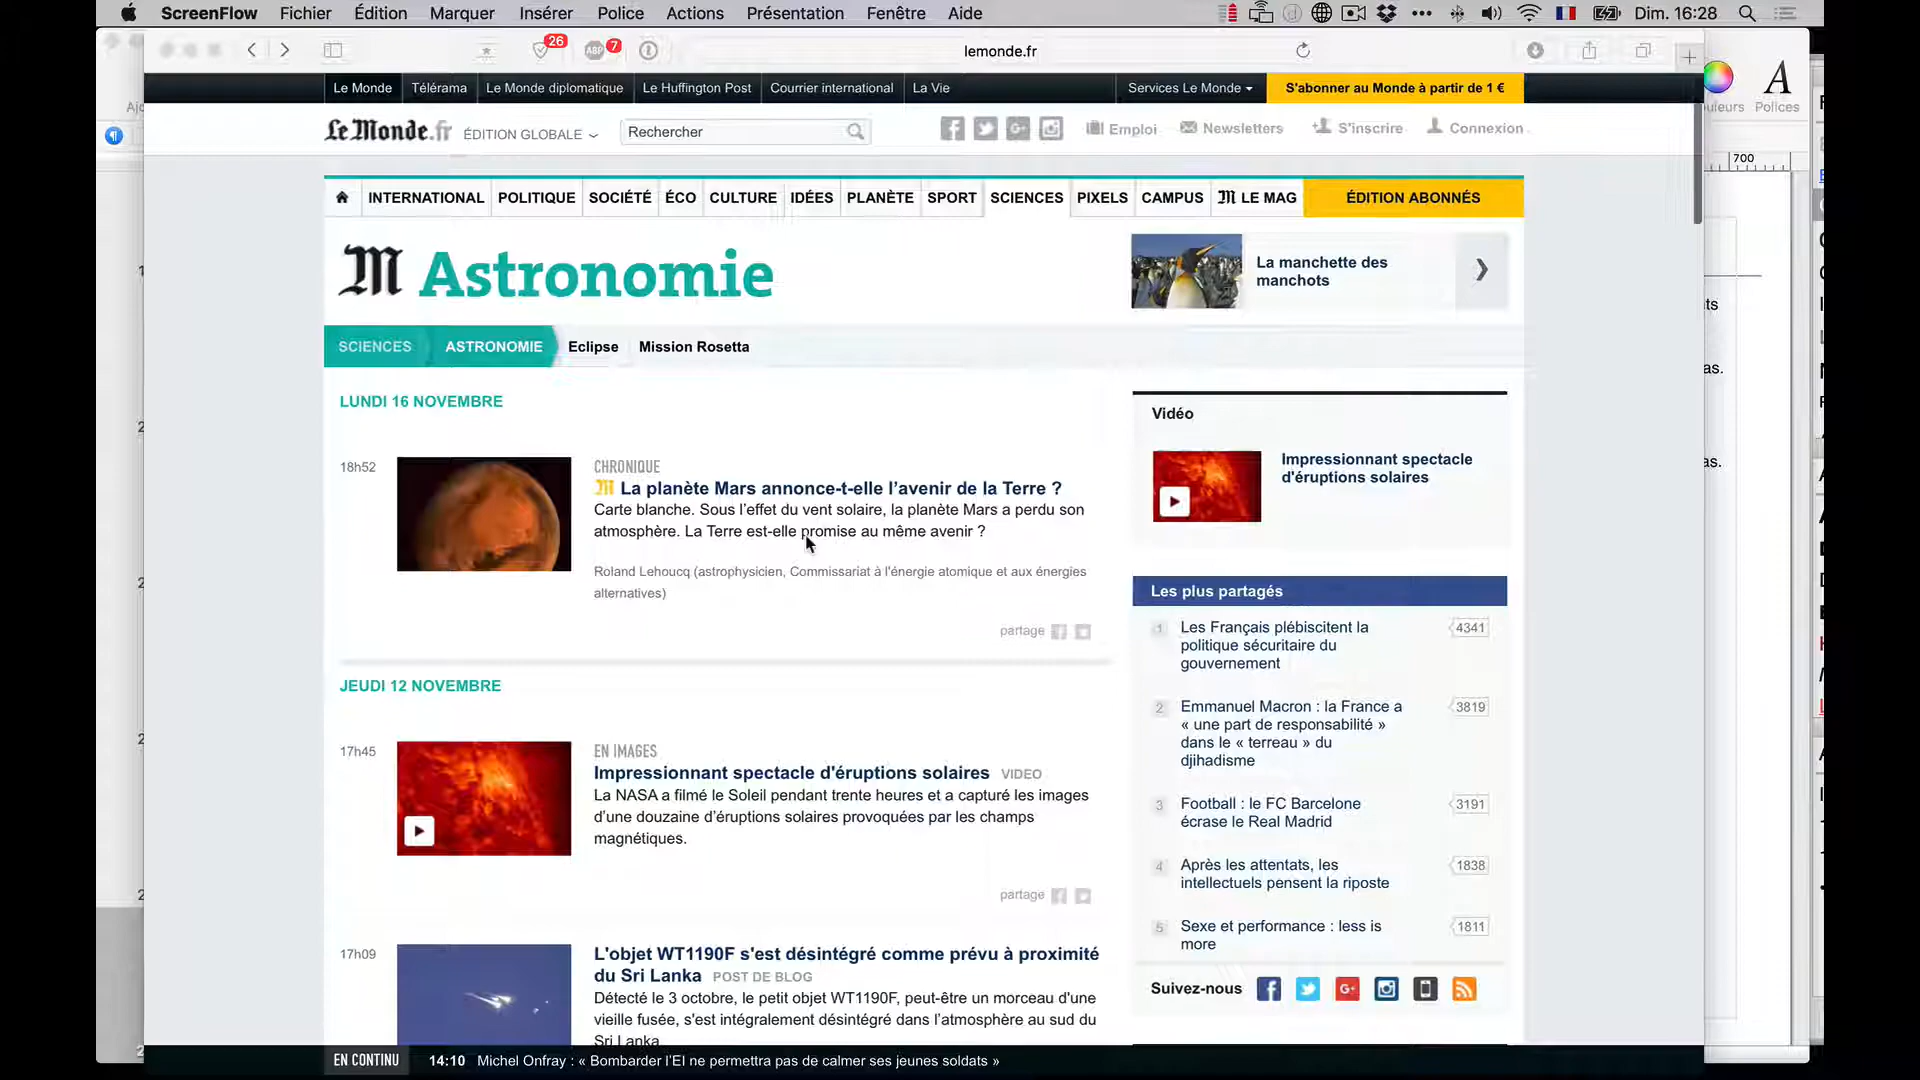 ScreenFlow Fichier Édition Marquer Insérer Police Actions Présentation Fenêtre Aide Dim. 16:28
26 ABP 7 lemonde.fr
Le Monde Télérama Le Monde diplomatique Le Huffington Post Courrier international La Vie Services Le Monde S'abonner au Monde à partir de 1 €
Polices
Le Monde.fr ÉDITION GLOBALE Rechercher Emploi Newsletters S'inscrire Connexion
700
INTERNATIONAL POLITIQUE SOCIÉTÉ ÉCO CULTURE IDÉES PLANÈTE SPORT SCIENCES PIXELS CAMPUS M LE MAG ÉDITION ABONNÉS
M Astronomie
La manchette des
manchots
SCIENCES ASTRONOMIE Eclipse Mission Rosetta
LUNDI 16 NOVEMBRE
18h52
CHRONIQUE
M La planète Mars annonce-t-elle l’avenir de la Terre ?
Carte blanche. Sous l’effet du vent solaire, la planète Mars a perdu son
atmosphère. La Terre est-elle promise au même avenir ?
Roland Lehoucq (astrophysicien, Commissariat à l'énergie atomique et aux énergies
alternatives)
partage
JEUDI 12 NOVEMBRE
17h45
EN IMAGES
Impressionnant spectacle d'éruptions solaires VIDEO
La NASA a filmé le Soleil pendant trente heures et a capturé les images
d’une douzaine d’éruptions solaires provoquées par les champs
magnétiques.
partage
17h09
L'objet WT1190F s'est désintégré comme prévu à proximité
du Sri Lanka POST DE BLOG
Détecté le 3 octobre, le petit objet WT1190F, peut-être un morceau d'une
vieille fusée, s'est intégralement désintégré dans l’atmosphère au sud du
Sri Lanka
Vidéo
Impressionnant spectacle
d'éruptions solaires
Les plus partagés
1 Les Français plébiscitent la 4341
politique sécuritaire du
gouvernement
2 Emmanuel Macron : la France a 3819
« une part de responsabilité »
dans le « terreau » du
djihadisme
3 Football : le FC Barcelone 3191
écrase le Real Madrid
4 Après les attentats, les 1838
intellectuels pensent la riposte
5 Sexe et performance : less is 1811
more
Suivez-nous
EN CONTINU 14:10 Michel Onfray : « Bombarder l’EI ne permettra pas de calmer ses jeunes soldats »